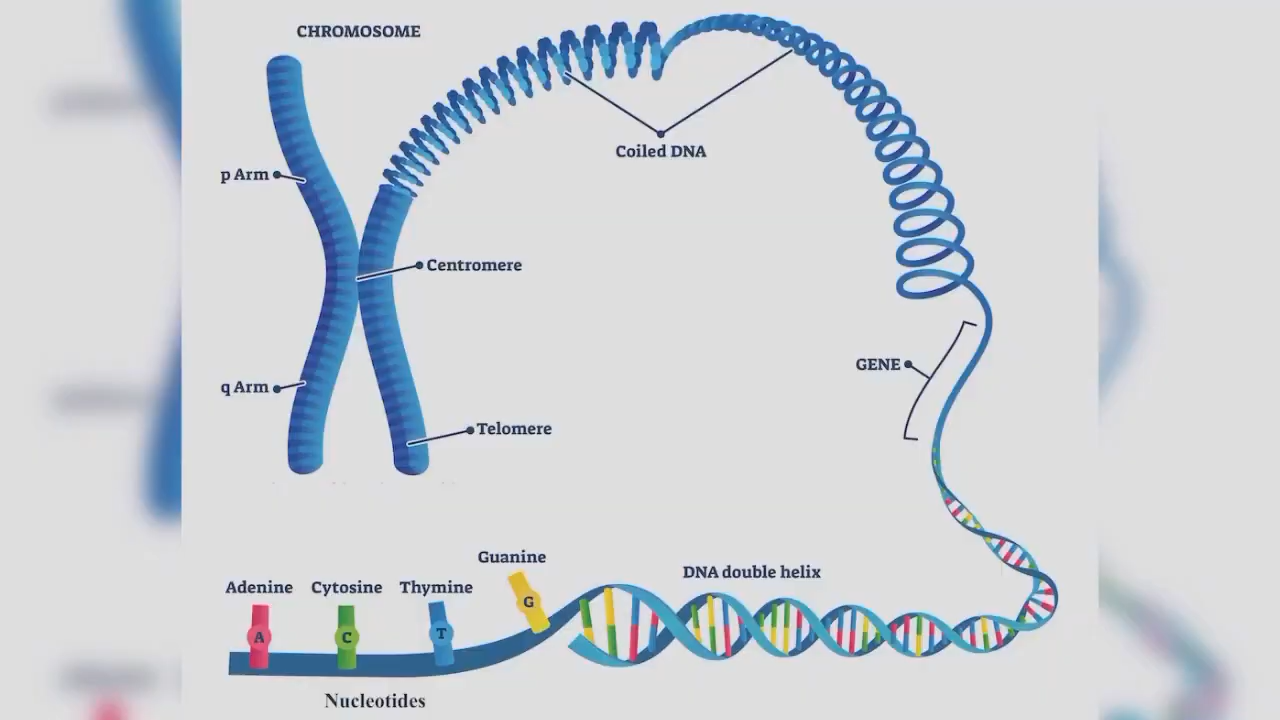 CHROMOSOME
p Arm
Coiled DNA
Centromere
GENE
q Arm
Telomere
Guanine
DNA double helix
Adenine
Cytosine
Thymine
G
A
C
T
Nucleotides